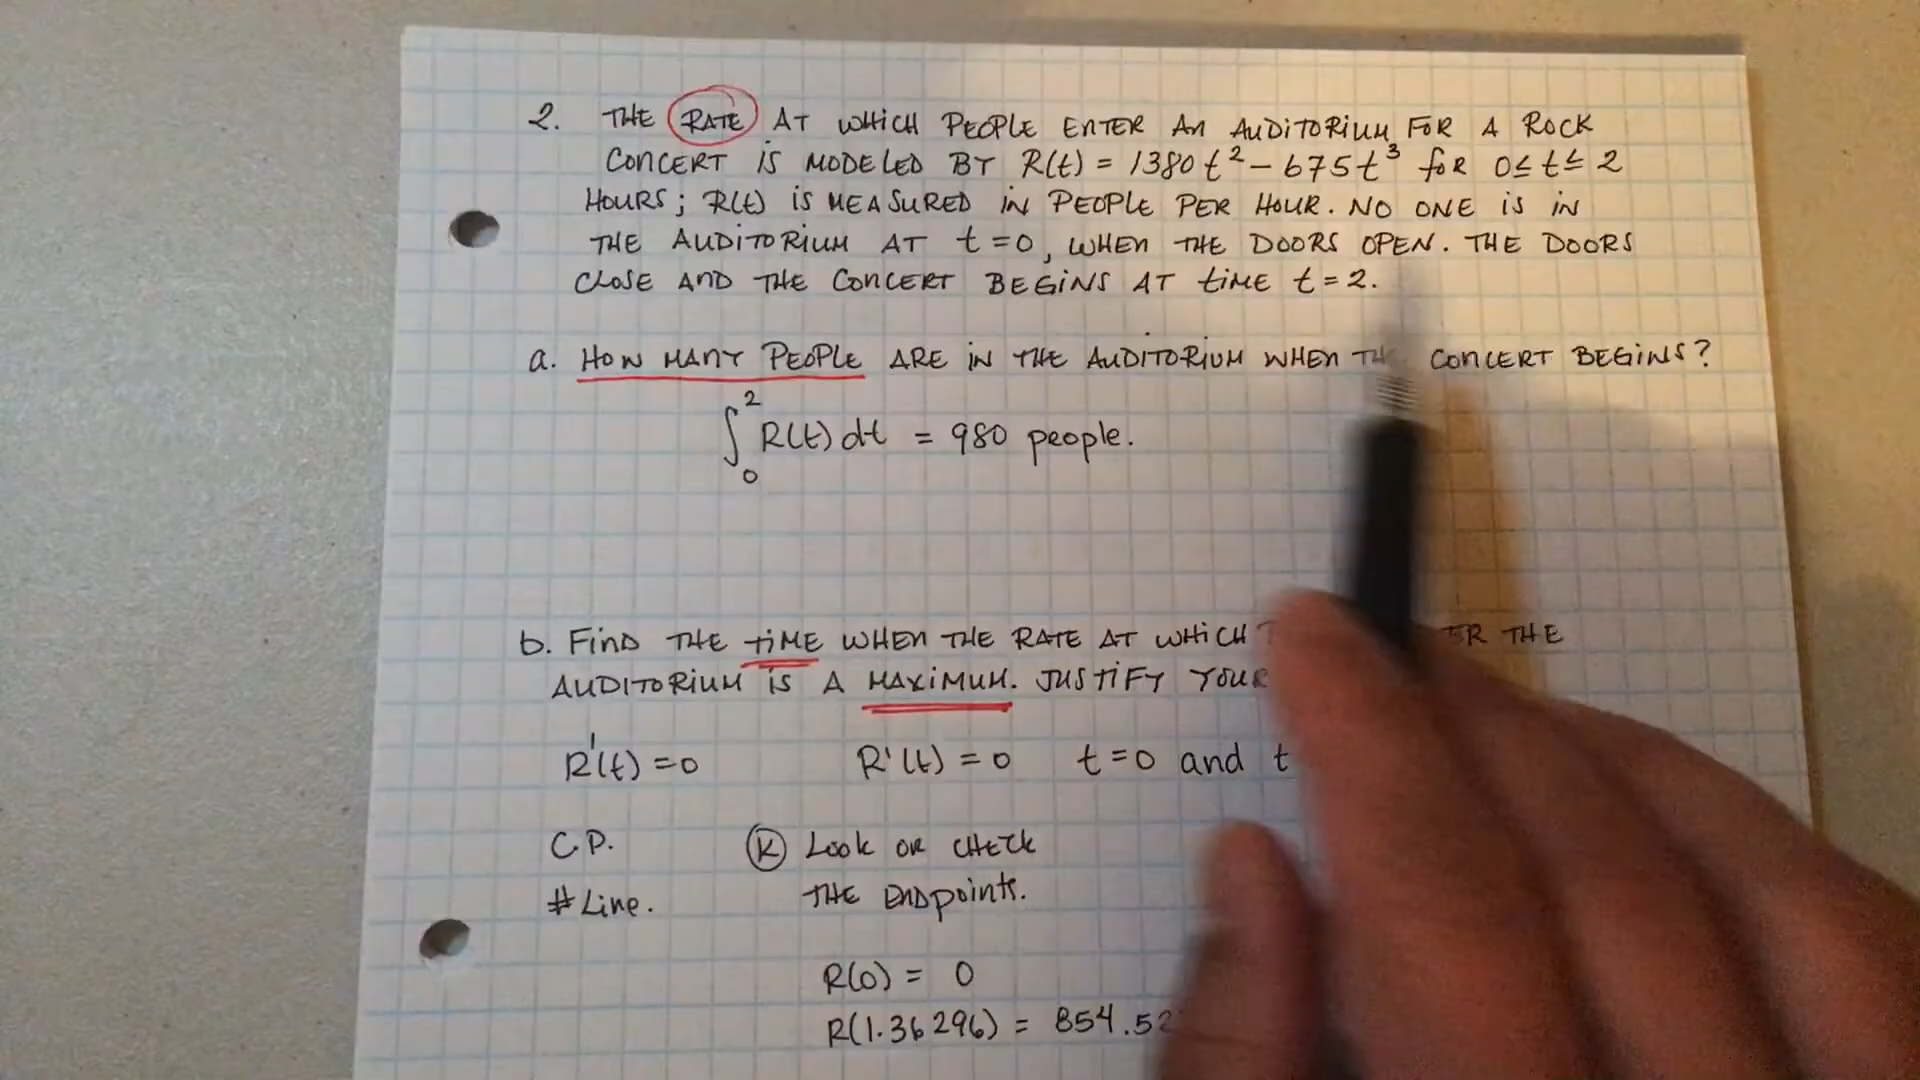 2. THE RATE AT WHICH PEOPLE ENTER AN AUDITORIUM FOR A ROCK
CONCERT IS MODELED BY R(t) = 1380t² - 675t³ for 0 ≤ t ≤ 2
HOURS; R(t) IS MEASURED IN PEOPLE PER HOUR. NO ONE IS IN
THE AUDITORIUM AT t=0, WHEN THE DOORS OPEN. THE DOORS
CLOSE AND THE CONCERT BEGINS AT TIME t=2.
a. HOW MANY PEOPLE ARE IN THE AUDITORIUM WHEN CONCERT BEGINS?
∫₀² R(t) dt = 980 people.
b. FIND THE TIME WHEN THE RATE AT WHICH THE
AUDITORIUM IS A MAXIMUM. JUSTIFY YOUR
R'(t) = 0 R'(t) = 0 t=0 and t
C.P. Ⓡ LOOK OR CHECK
#Line. THE ENDpoints.
R(0) = 0
R(1.36296) = 854.52